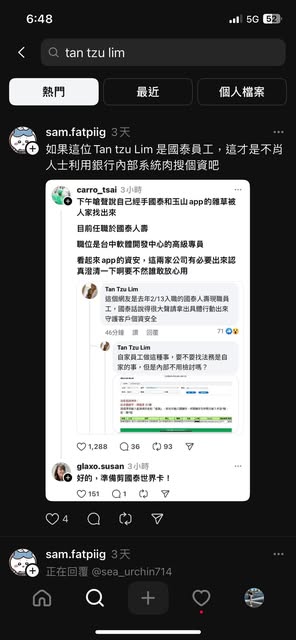 6:48
5G 52
tan tzu lim
熱門
最近
個人檔案
sam.fatpiig 3天
如果這位 Tan tzu Lim 是國泰員工，這才是不肖
人士利用銀行內部系統肉搜個資吧
carro_tsai 3小時
下午嗆聲說自己經手國泰和玉山app的雜草被
人家找出來
目前任職於國泰人壽
職位是台中軟體開發中心的高級專員
看起來app的資安，這兩家公司有必要出來認
真澄清一下啊要不然誰敢放心用
Tan Tzu Lim
這個網友是去年2/13入職的國泰人壽現職員
工，國泰話說得很大聲請拿出具體行動出來
守護客戶個資安全
46分鐘 讚 回覆 71
Tan Tzu Lim
自家員工做這種事，要不要找法務是自
家的事，但是內部不用檢討嗎？
1,288 36 93
glaxo.susan 3小時
好的，準備剪國泰世界卡！
151 1
4
sam.fatpiig 3天
正在回覆 @sea_urchin714